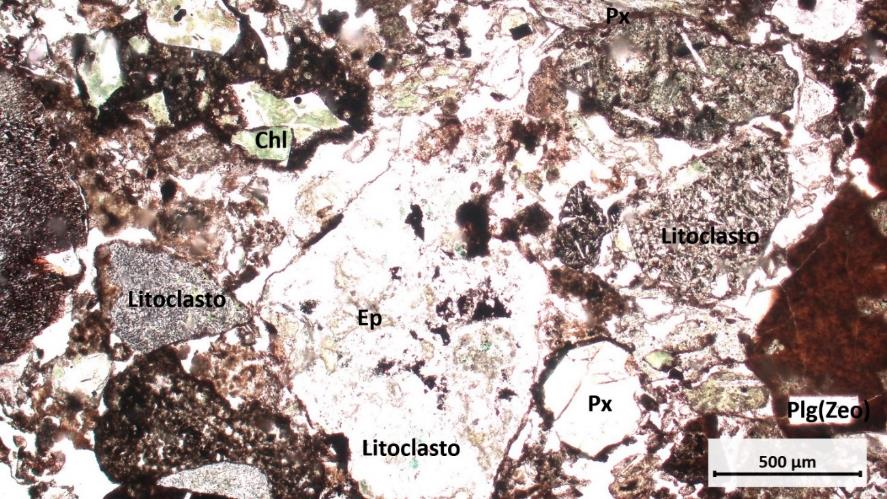 Px
Chl
Litoclasto
Litoclasto
Ep
Px
Plg(Zeo)
Litoclasto
500 µm